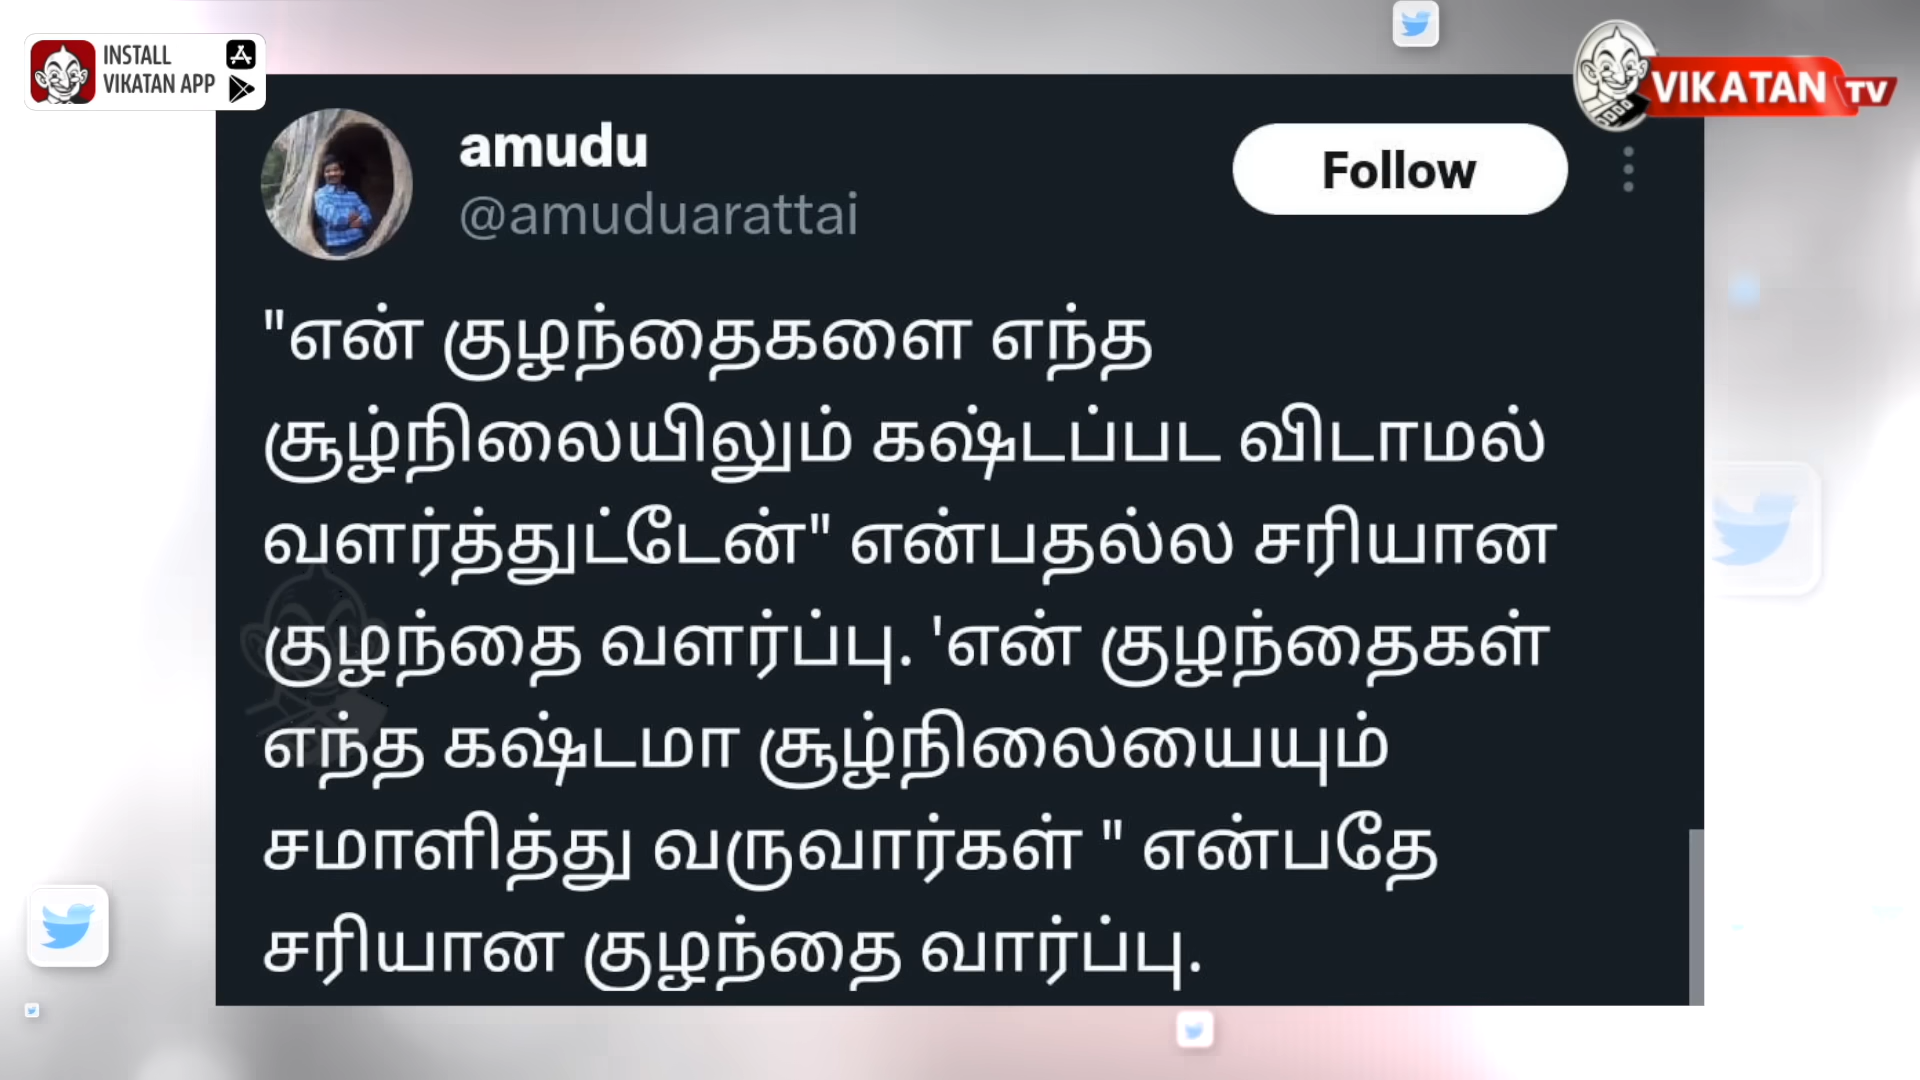 INSTALL
VIKATAN APP
VIKATAN TV
amudu
@amuduarattai
Follow
"என் குழந்தைகளை எந்த
சூழ்நிலையிலும் கஷ்டப்பட விடாமல்
வளர்த்துட்டேன்" என்பதல்ல சரியான
குழந்தை வளர்ப்பு. 'என் குழந்தைகள்
எந்த கஷ்டமா சூழ்நிலையையும்
சமாளித்து வருவார்கள் " என்பதே
சரியான குழந்தை வார்ப்பு.